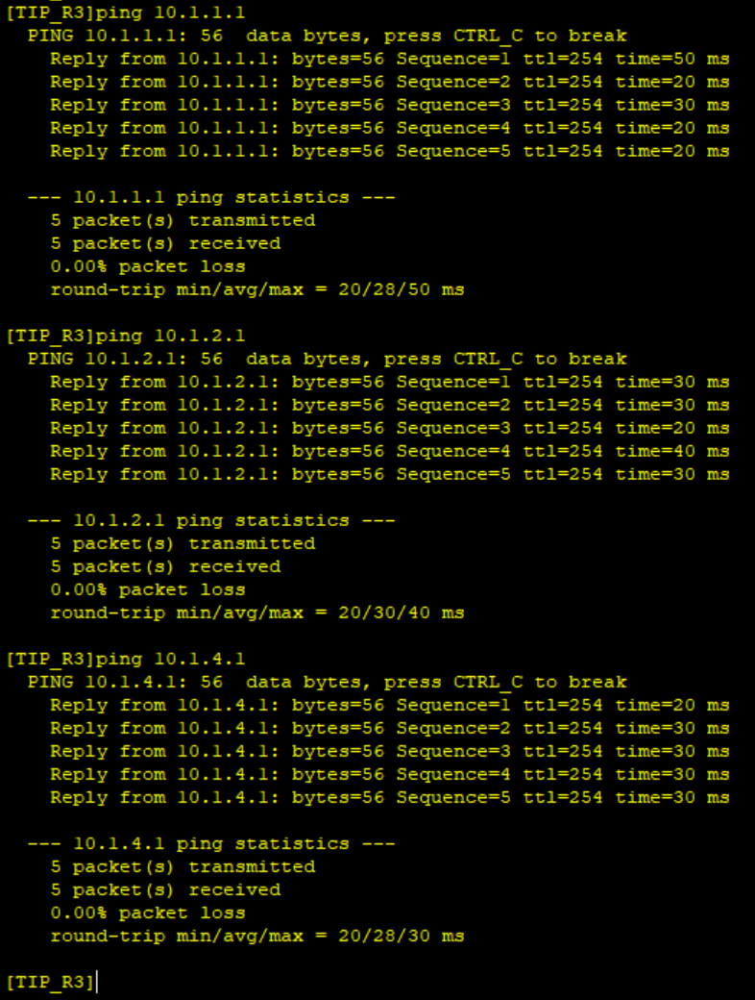 [TIP_R3]ping 10.1.1.1
  PING 10.1.1.1: 56  data bytes, press CTRL_C to break
    Reply from 10.1.1.1: bytes=56 Sequence=1 ttl=254 time=50 ms
    Reply from 10.1.1.1: bytes=56 Sequence=2 ttl=254 time=20 ms
    Reply from 10.1.1.1: bytes=56 Sequence=3 ttl=254 time=30 ms
    Reply from 10.1.1.1: bytes=56 Sequence=4 ttl=254 time=20 ms
    Reply from 10.1.1.1: bytes=56 Sequence=5 ttl=254 time=20 ms

  --- 10.1.1.1 ping statistics ---
    5 packet(s) transmitted
    5 packet(s) received
    0.00% packet loss
    round-trip min/avg/max = 20/28/50 ms

[TIP_R3]ping 10.1.2.1
  PING 10.1.2.1: 56  data bytes, press CTRL_C to break
    Reply from 10.1.2.1: bytes=56 Sequence=1 ttl=254 time=30 ms
    Reply from 10.1.2.1: bytes=56 Sequence=2 ttl=254 time=30 ms
    Reply from 10.1.2.1: bytes=56 Sequence=3 ttl=254 time=20 ms
    Reply from 10.1.2.1: bytes=56 Sequence=4 ttl=254 time=40 ms
    Reply from 10.1.2.1: bytes=56 Sequence=5 ttl=254 time=30 ms

  --- 10.1.2.1 ping statistics ---
    5 packet(s) transmitted
    5 packet(s) received
    0.00% packet loss
    round-trip min/avg/max = 20/30/40 ms

[TIP_R3]ping 10.1.4.1
  PING 10.1.4.1: 56  data bytes, press CTRL_C to break
    Reply from 10.1.4.1: bytes=56 Sequence=1 ttl=254 time=20 ms
    Reply from 10.1.4.1: bytes=56 Sequence=2 ttl=254 time=30 ms
    Reply from 10.1.4.1: bytes=56 Sequence=3 ttl=254 time=30 ms
    Reply from 10.1.4.1: bytes=56 Sequence=4 ttl=254 time=30 ms
    Reply from 10.1.4.1: bytes=56 Sequence=5 ttl=254 time=30 ms

  --- 10.1.4.1 ping statistics ---
    5 packet(s) transmitted
    5 packet(s) received
    0.00% packet loss
    round-trip min/avg/max = 20/28/30 ms

[TIP_R3]